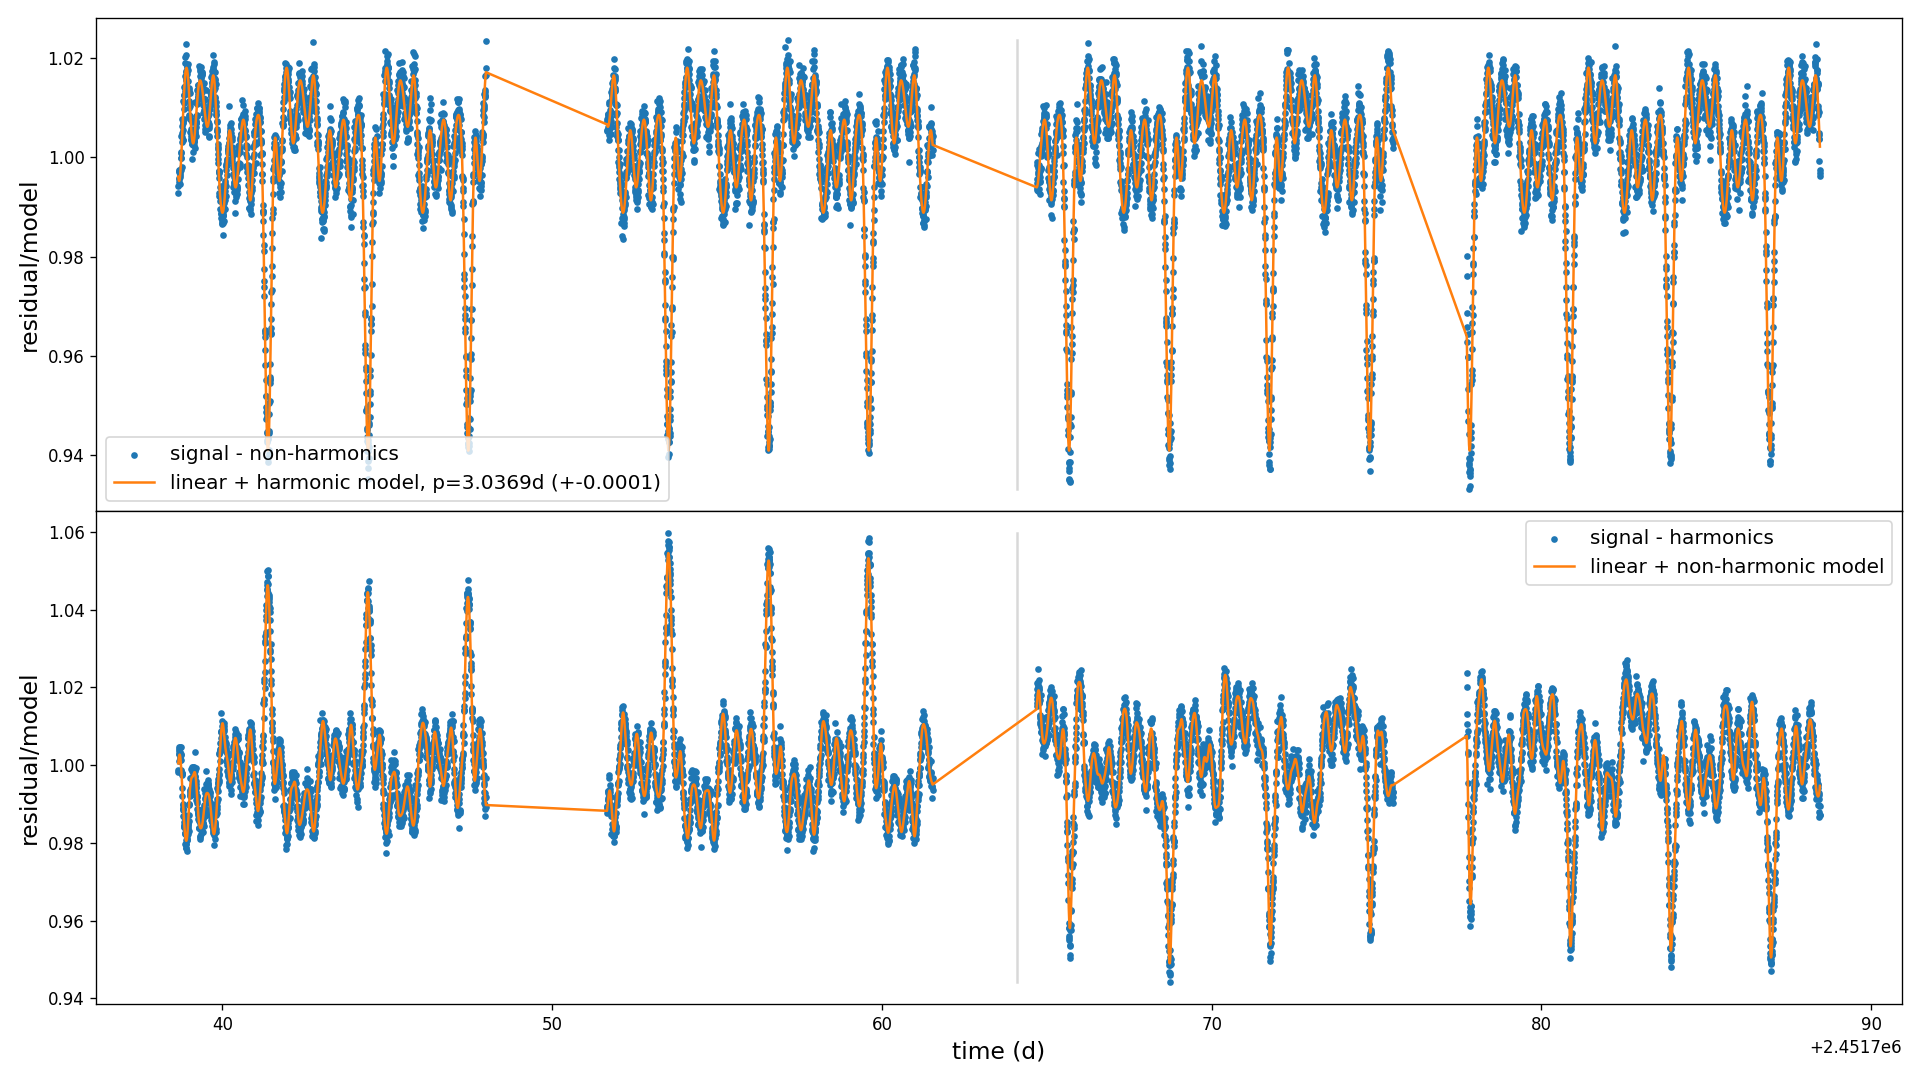 residual/model
1.02
1.00
0.98
0.96
0.94
signal - non-harmonics
linear + harmonic model, p=3.0369d (+-0.0001)
residual/model
1.06
1.04
1.02
1.00
0.98
0.96
0.94
signal - harmonics
linear + non-harmonic model
40
50
60
70
80
90
time (d)
+2.4517e6